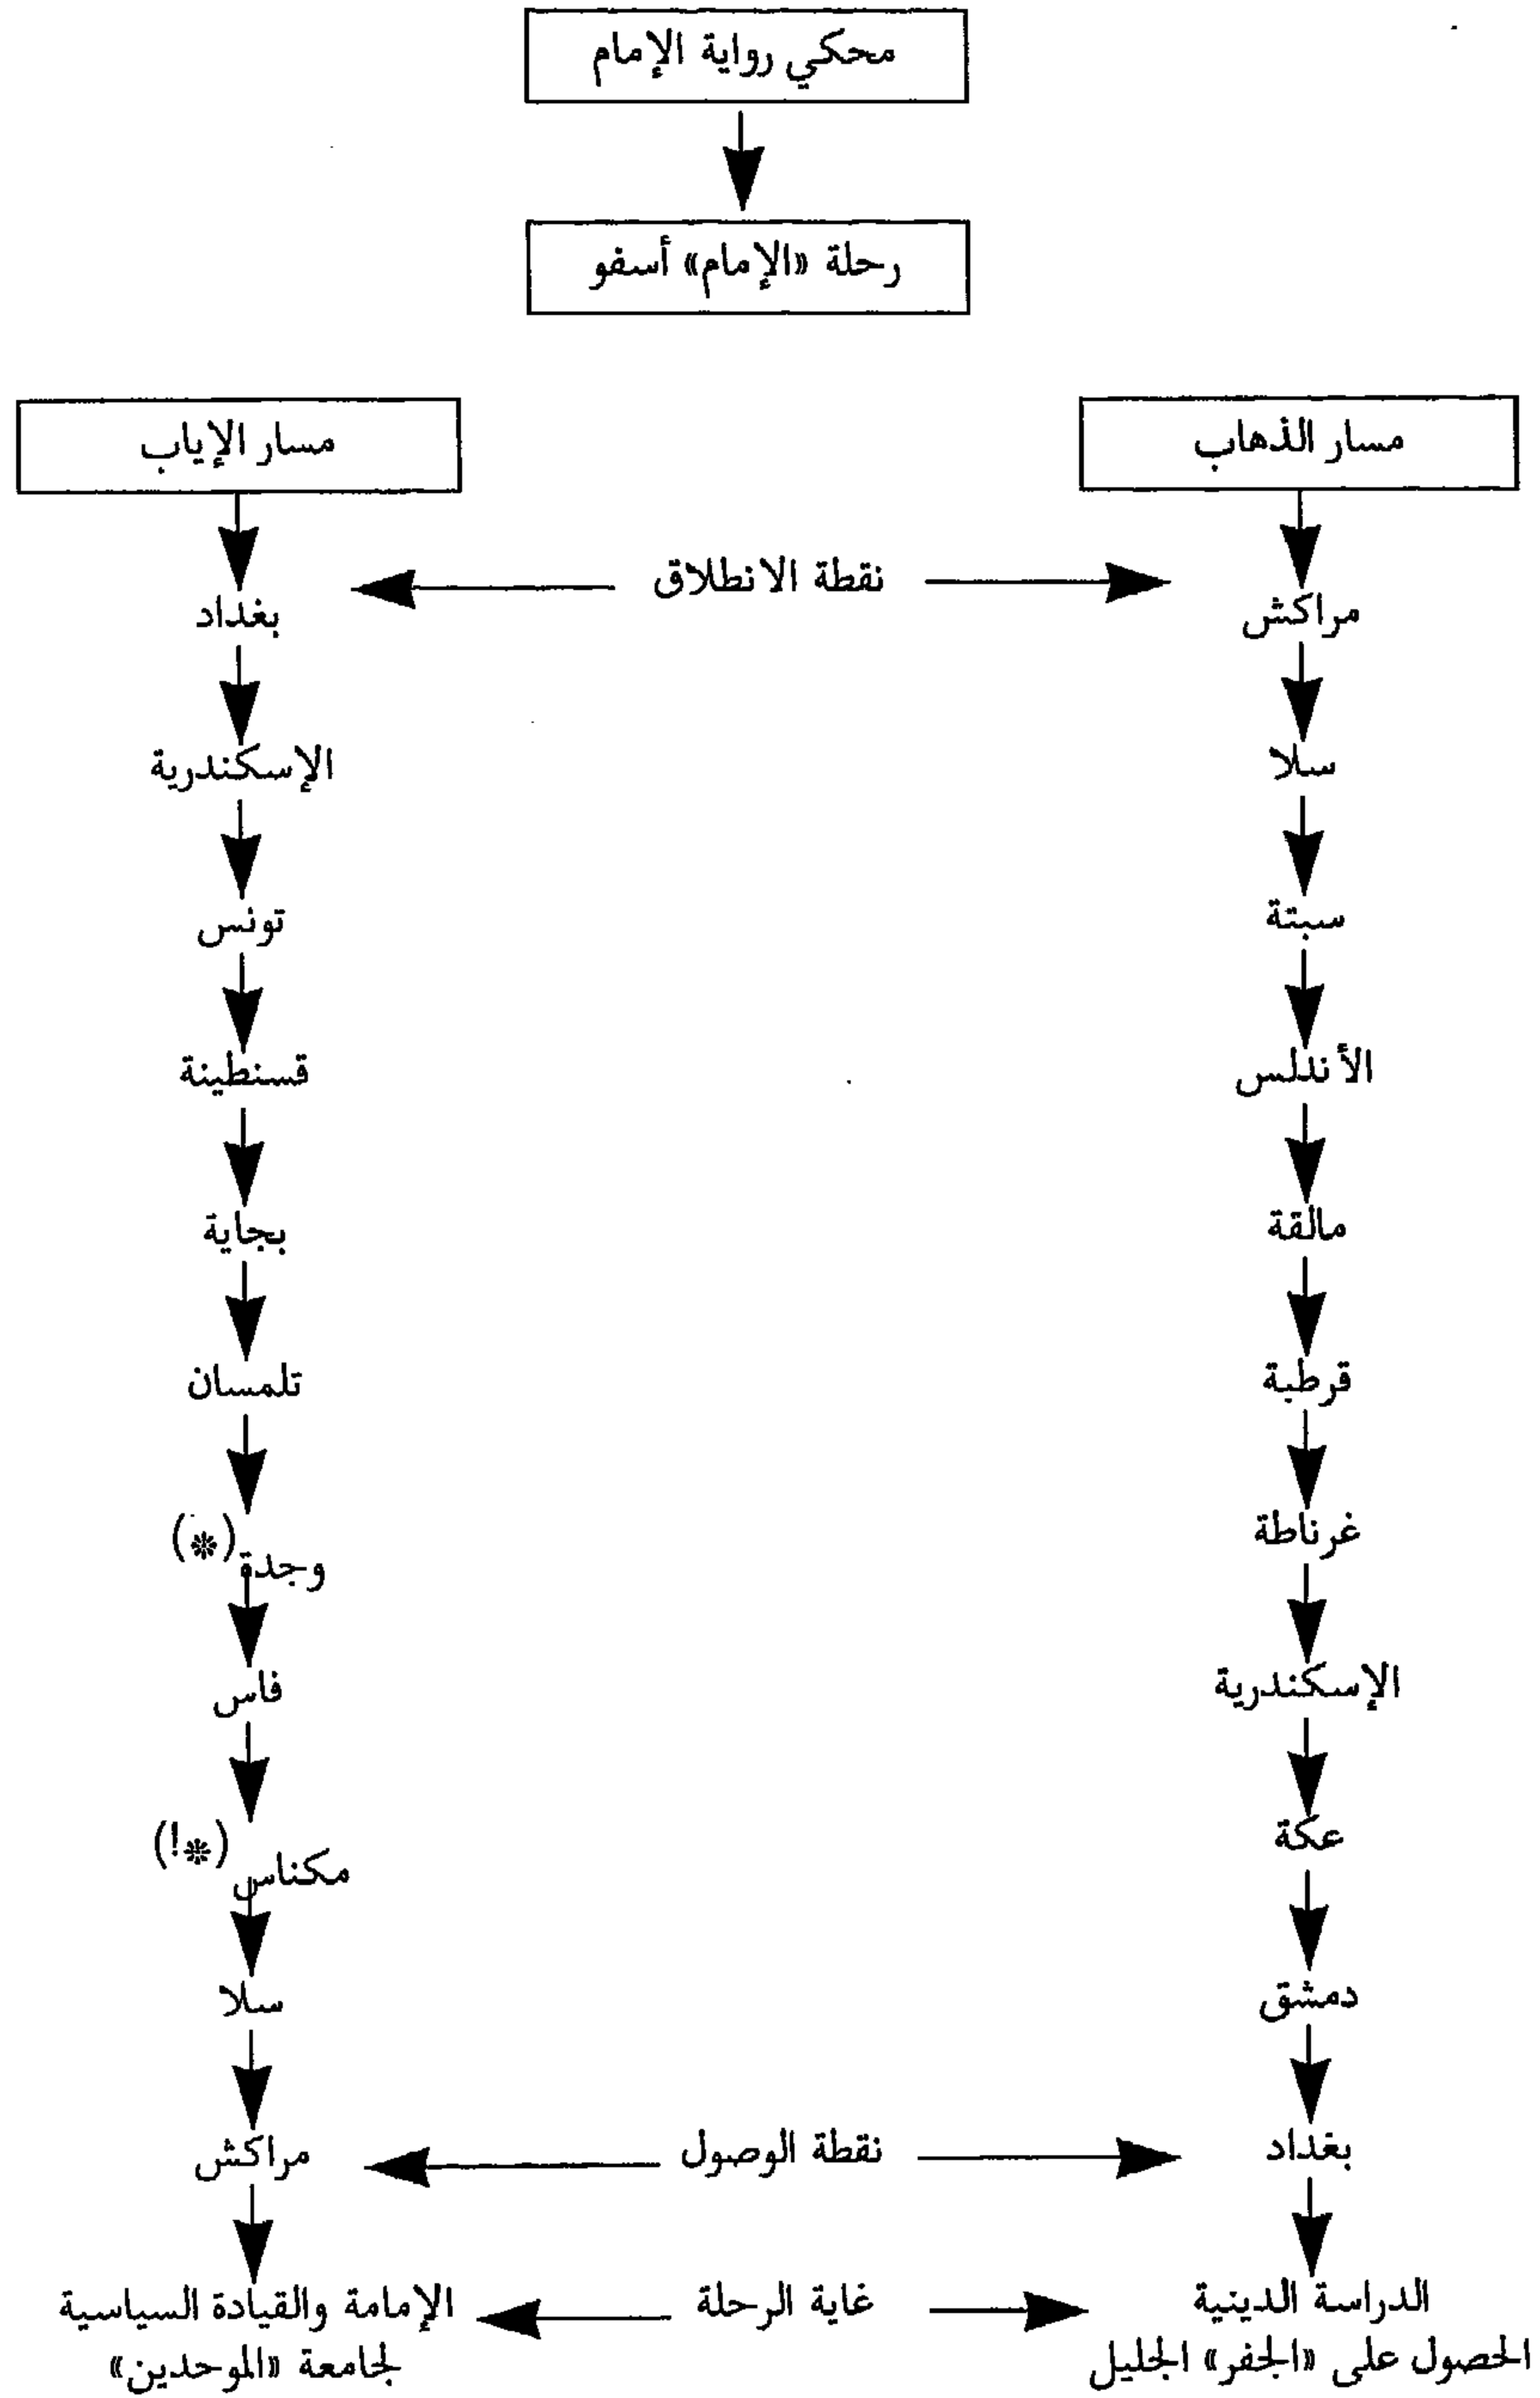 محكي رواية الإمام
رحلة «الإمام» أسفو
مسار الذهاب
مسار الإياب
نقطة الانطلاق
مراكش
بغداد
سلا
الإسكندرية
سبتة
تونس
الأندلس
قسنطينة
مالقة
بجاية
قرطبة
تلمسان
غرناطة
وجدة (*)
الإسكندرية
فاس
عكة
مكناس (*!)
دمشق
سلا
بغداد
نقطة الوصول
مراكش
الدراسة الدينية
الحصول على «الجفر» الجليل
غاية الرحلة
الإمامة والقيادة السياسية
لجامعة «الموحدين»